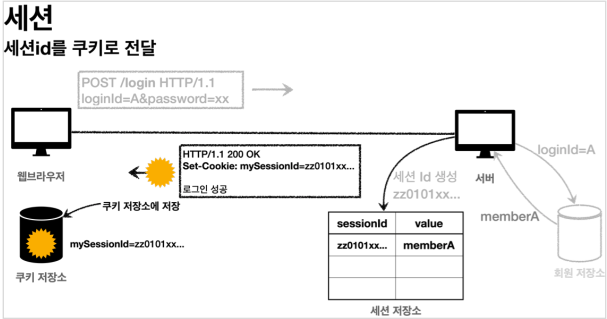 세션
세션id를 쿠키로 전달
POST /login HTTP/1.1
loginId=A&password=xx
웹브라우저
HTTP/1.1 200 OK
Set-Cookie: mySessionId=zz0101xx...
로그인 성공
세션 Id 생성
zz0101xx...
서버
loginId=A
memberA
쿠키 저장소에 저장
mySessionId=zz0101xx...
쿠키 저장소
sessionId value
zz0101xx... memberA
세션 저장소
회원 저장소